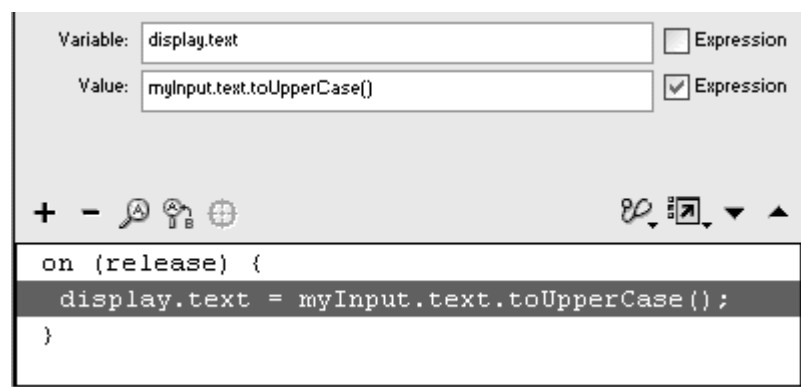 Variable: display.text Expression
Value: myInput.text.toUpperCase() Expression
on (release) {
display.text = myInput.text.toUpperCase();
}